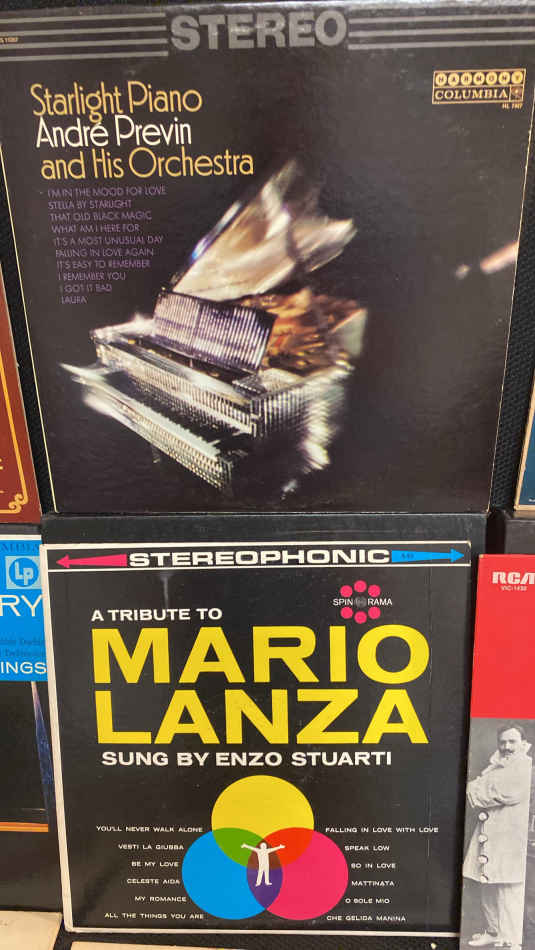 STEREO
HARMONY
COLUMBIA
Starlight Piano
André Previn
and His Orchestra
I'M IN THE MOOD FOR LOVE
STELLA BY STARLIGHT
THAT OLD BLACK MAGIC
WHAT AM I HERE FOR
IT'S A MOST UNUSUAL DAY
FALLING IN LOVE AGAIN
IT'S EASY TO REMEMBER
I REMEMBER YOU
I GOT IT BAD
LAURA
Lp
RY
INGS
STEREOPHONIC
SPIN O RAMA
A TRIBUTE TO
MARIO
LANZA
SUNG BY ENZO STUARTI
YOU'LL NEVER WALK ALONE
VESTI LA GIUBBA
BE MY LOVE
CELESTE AIDA
MY ROMANCE
ALL THE THINGS YOU ARE
FALLING IN LOVE WITH LOVE
SPEAK LOW
SO IN LOVE
MATTINATA
O SOLE MIO
CHE GELIDA MANINA
RCA
VIC-1430